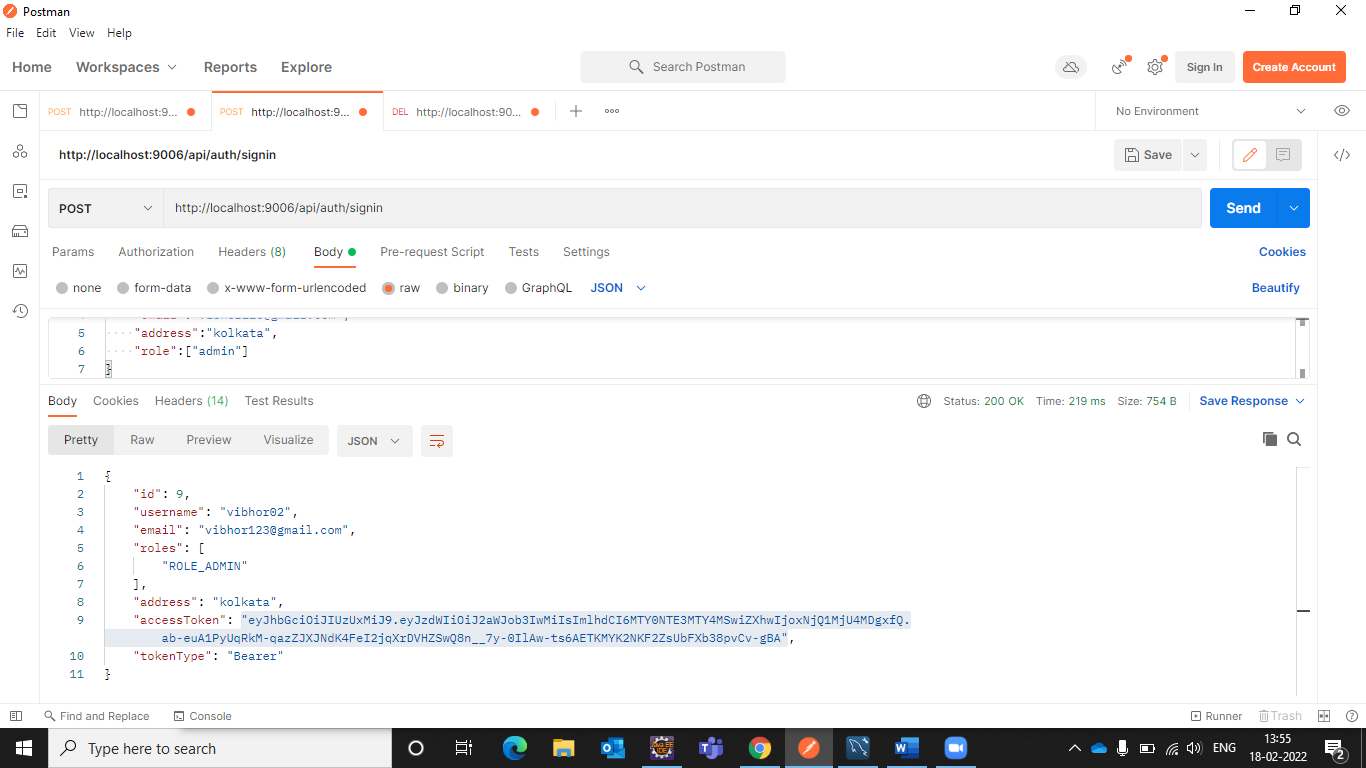 Postman
File Edit View Help
Home Workspaces Reports Explore Search Postman Sign In Create Account
POST http://localhost:9... POST http://localhost:9... DEL http://localhost:90... No Environment
http://localhost:9006/api/auth/signin Save
POST http://localhost:9006/api/auth/signin Send
Params Authorization Headers (8) Body Pre-request Script Tests Settings Cookies
none form-data x-www-form-urlencoded raw binary GraphQL JSON Beautify
5 "address":"kolkata",
6 "role":["admin"]
7 }
Body Cookies Headers (14) Test Results Status: 200 OK Time: 219 ms Size: 754 B Save Response
Pretty Raw Preview Visualize JSON
1 {
2 "id": 9,
3 "username": "vibhor02",
4 "email": "vibhor123@gmail.com",
5 "roles": [
6 "ROLE_ADMIN"
7 ],
8 "address": "kolkata",
9 "accessToken": "eyJhbGciOiJIUzUxMiJ9.eyJzdWIiOiJ2aWJob3IwMiIsImlhdCI6MTY0NTE3MTY4MSwiZXhwIjoxNjQ1MjU4MDgxfQ.
ab-euA1PyUqRkM-qazZJXJNdK4FeI2jqXrDVHZSwQ8n__7y-0IlAw-ts6AETKMYK2NKF2ZsUbFXb38pvCv-gBA",
10 "tokenType": "Bearer"
11 }
Find and Replace Console Runner Trash
Type here to search ENG 13:55
18-02-2022 2